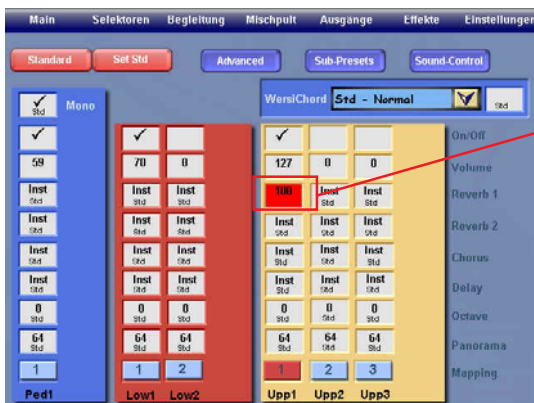 Main Selektoren Begleitung Mischpult Ausgänge Effekte Einstellungen
Standard Set Std Advanced Sub-Presets Sound-Control
WersiChord Std - Normal Std
Std Mono
On/Off
59 70 0 127 0 0 Volume
Inst Inst Inst 100 Inst Inst Reverb 1
Std Std Std Std Std
Inst Inst Inst Inst Inst Inst Reverb 2
Std Std Std Std Std Std
Inst Inst Inst Inst Inst Inst Chorus
Std Std Std Std Std Std
Inst Inst Inst Inst Inst Inst Delay
Std Std Std Std Std Std
0 0 0 0 0 0 Octave
Std Std Std Std Std Std
64 64 64 64 64 64 Panorama
Std Std Std Std Std Std
1 1 2 1 2 3 Mapping
Ped1 Low1 Low2 Upp1 Upp2 Upp3